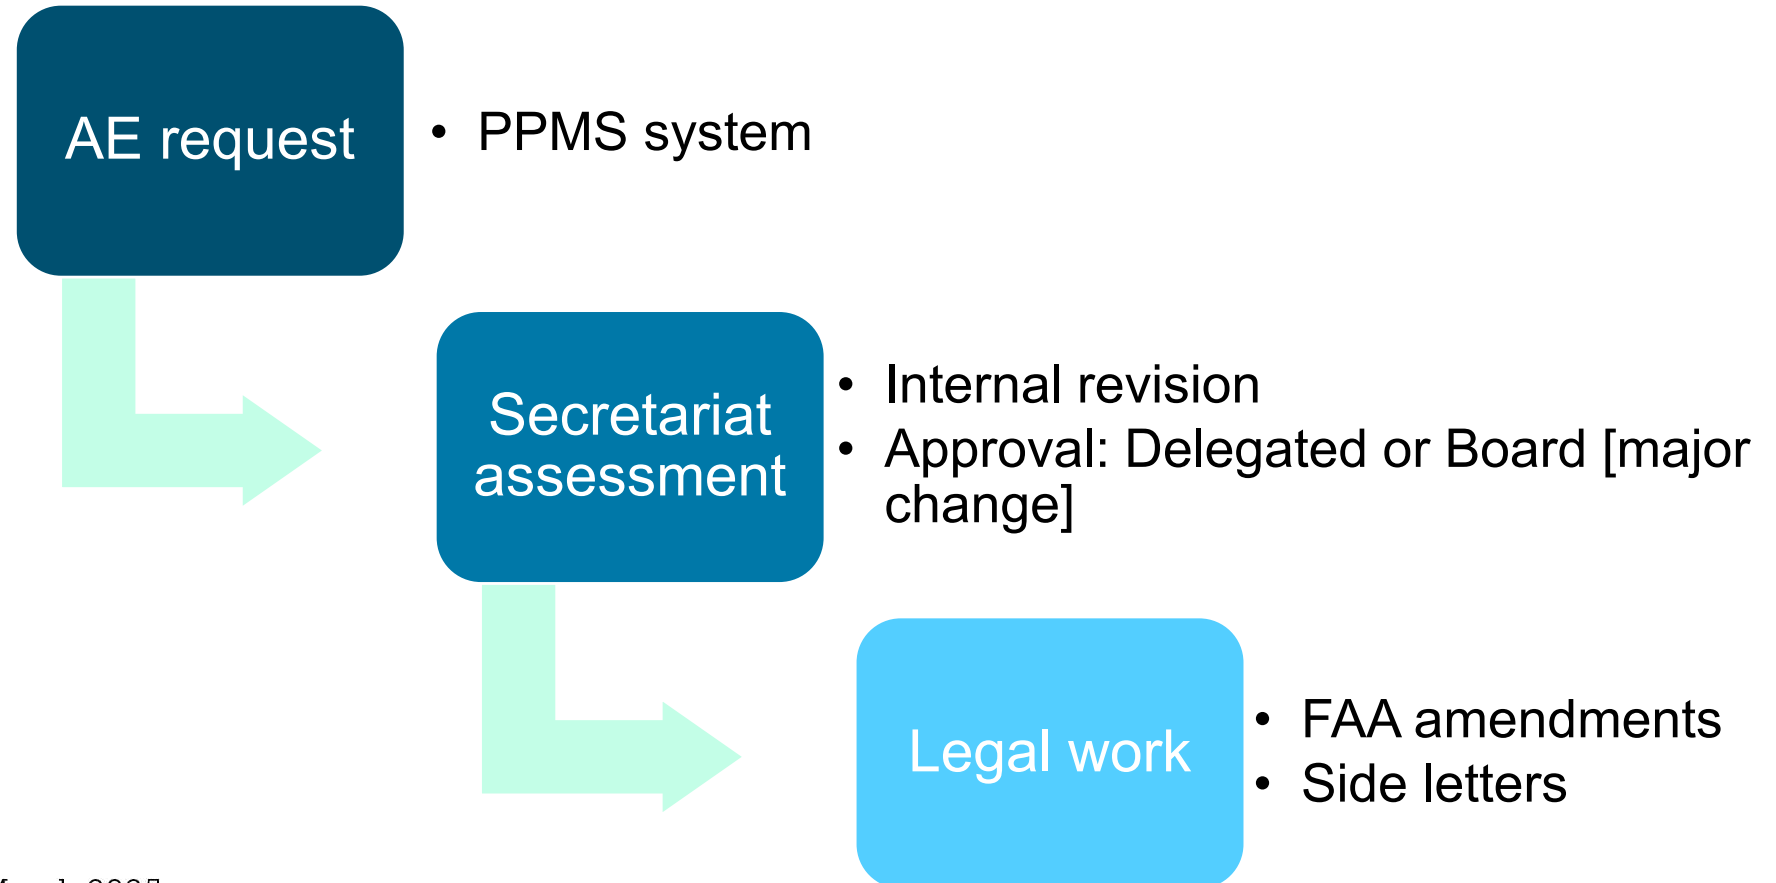 AE request
• PPMS system
Secretariat
assessment
• Internal revision
• Approval: Delegated or Board [major
change]
Legal work
• FAA amendments
• Side letters